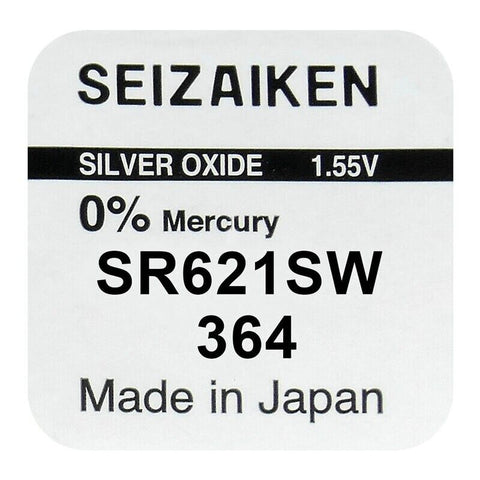 SEIZAIKEN
SILVER OXIDE 1.55V
0% Mercury
SR621SW
364
Made in Japan